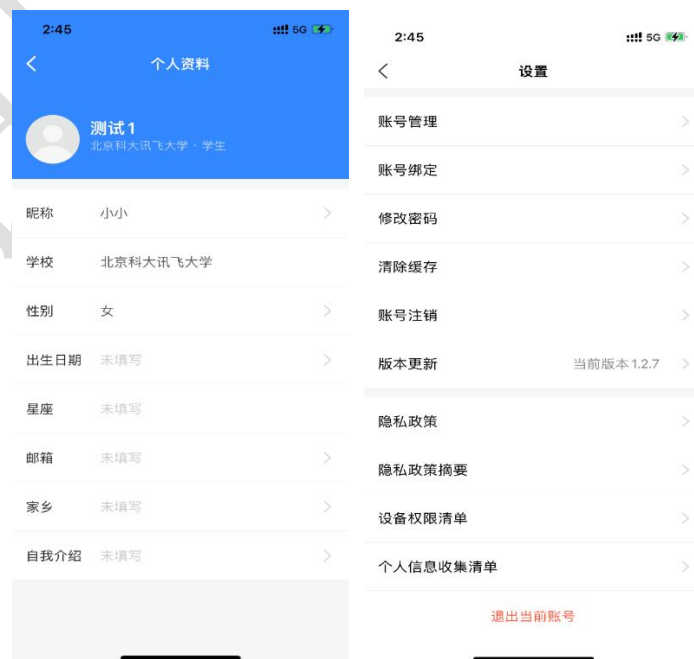 2:45
5G
个人资料
测试1
北京科大讯飞大学 · 学生
昵称 小小
学校 北京科大讯飞大学
性别 女
出生日期 未填写
星座 未填写
邮箱 未填写
家乡 未填写
自我介绍 未填写
2:45
5G
设置
账号管理
账号绑定
修改密码
清除缓存
账号注销
版本更新 当前版本1.2.7
隐私政策
隐私政策摘要
设备权限清单
个人信息收集清单
退出当前账号